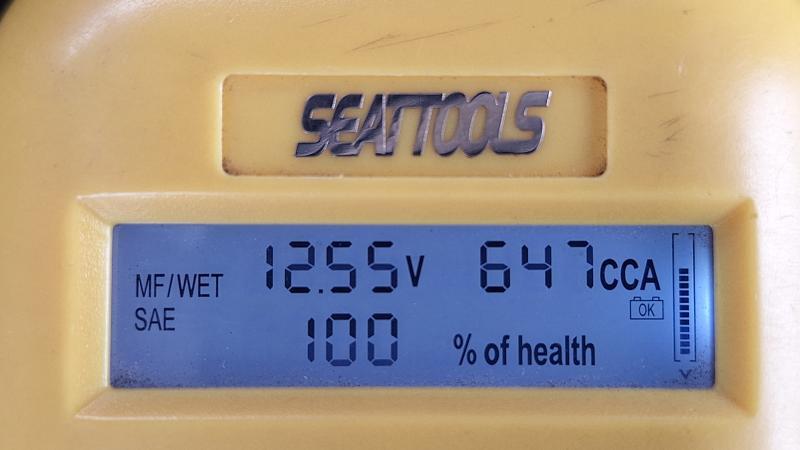 SEATTOOLS
MF/WET 12.55V 647CCA
SAE OK
100 % of health
V